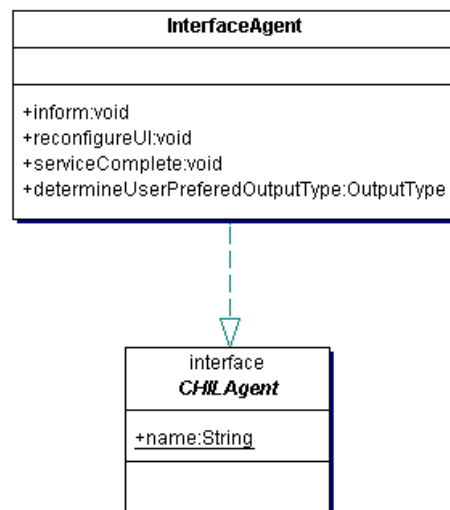 InterfaceAgent
+inform:void
+reconfigureUI:void
+serviceComplete:void
+determineUserPreferedOutputType:OutputType
interface
CHILAgent
+name:String